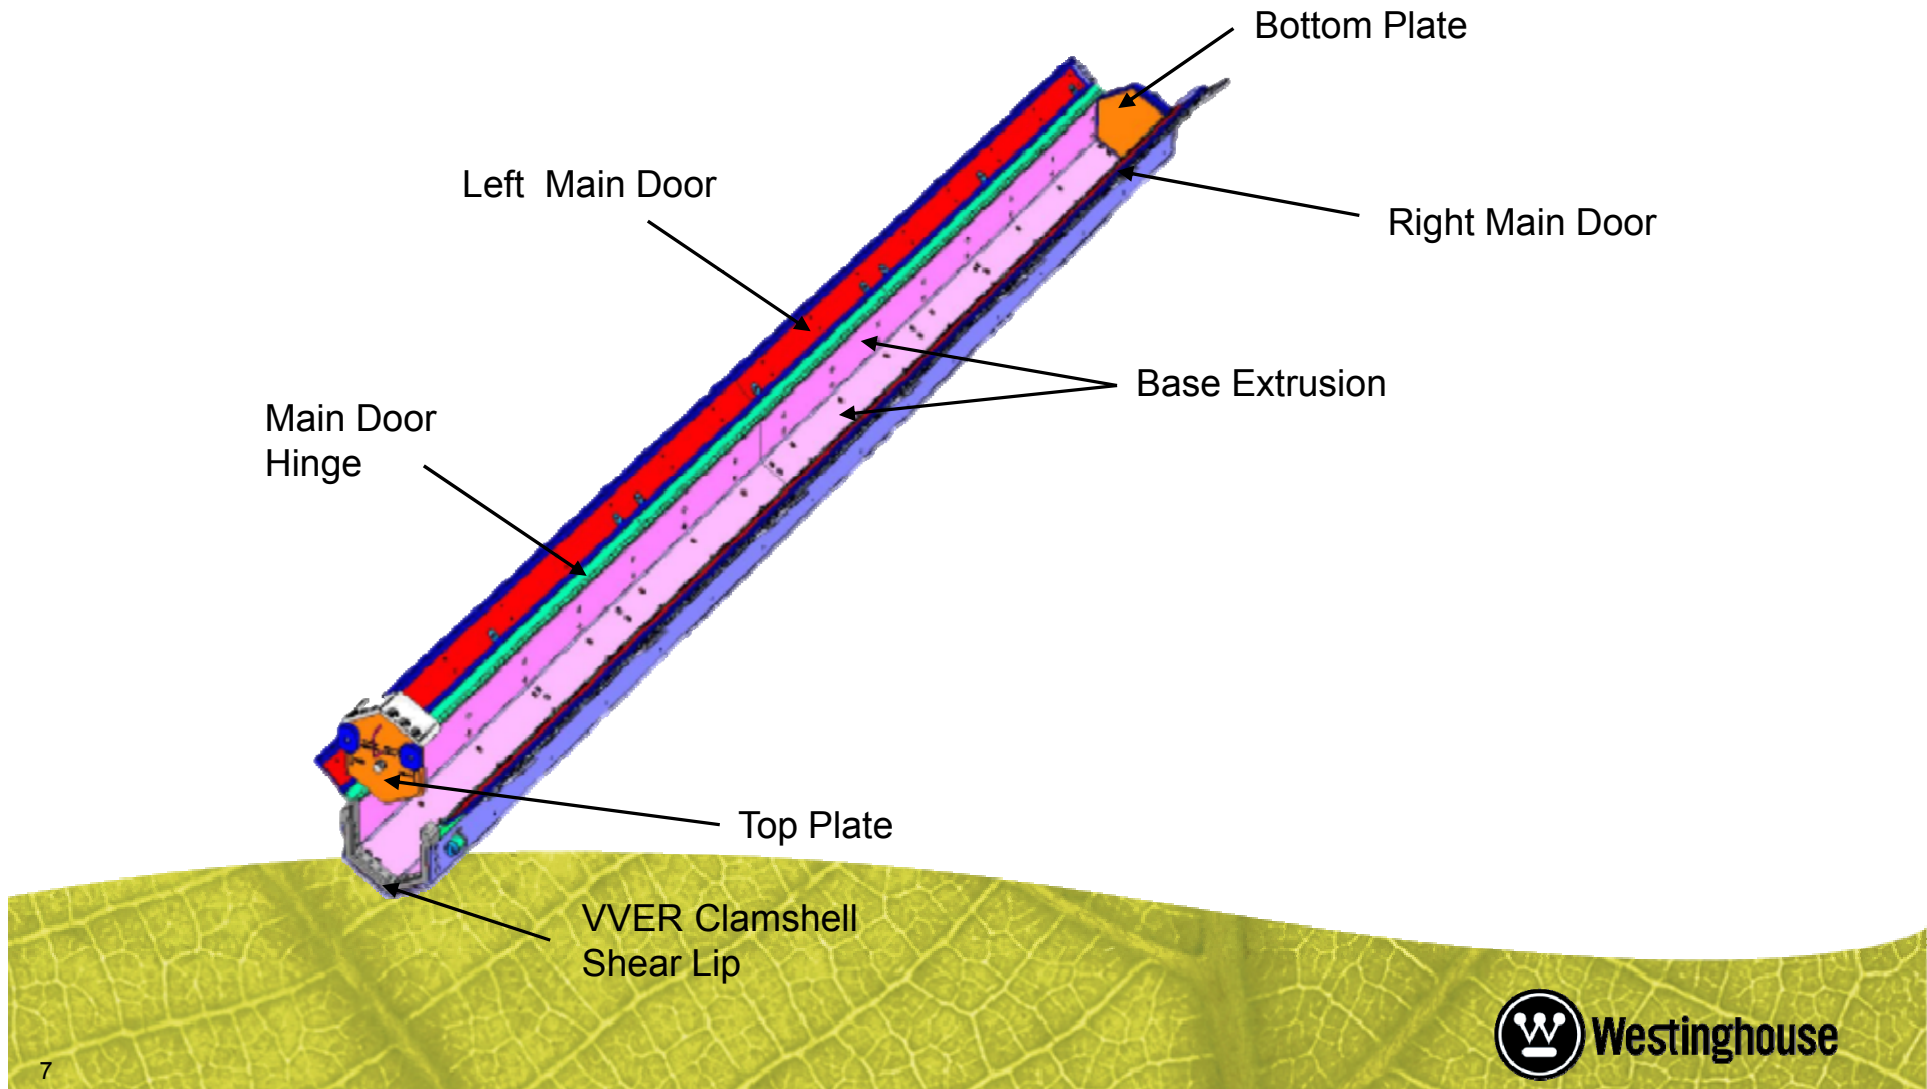 Bottom Plate
Left Main Door
Right Main Door
Base Extrusion
Main Door
Hinge
Top Plate
VVER Clamshell
Shear Lip
W Westinghouse
7